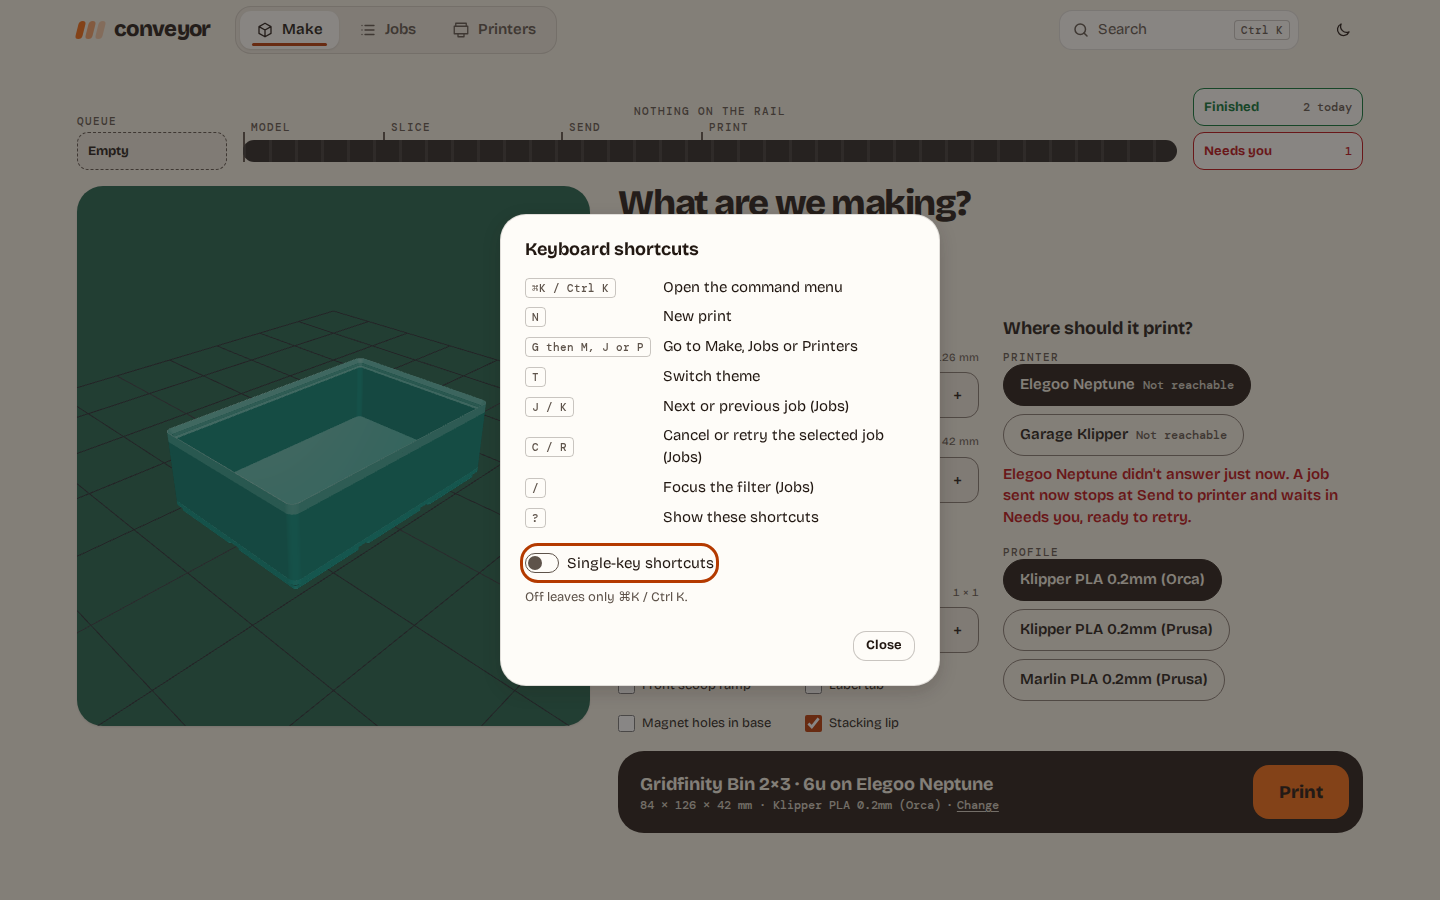 conveyor
Make
Jobs
Printers
Search
Ctrl K
NOTHING ON THE RAIL
QUEUE
Empty
MODEL
SLICE
SEND
PRINT
Finished
2 today
Needs you
1
What are we making?
Keyboard shortcuts
⌘K / Ctrl K
Open the command menu
N
New print
G then M, J or P
Go to Make, Jobs or Printers
T
Switch theme
J / K
Next or previous job (Jobs)
C / R
Cancel or retry the selected job
(Jobs)
/
Focus the filter (Jobs)
?
Show these shortcuts
Single-key shortcuts
Off leaves only ⌘K / Ctrl K.
Close
26 mm
+
42 mm
+
1 × 1
+
Where should it print?
PRINTER
Elegoo Neptune Not reachable
Garage Klipper Not reachable
Elegoo Neptune didn't answer just now. A job
sent now stops at Send to printer and waits in
Needs you, ready to retry.
PROFILE
Klipper PLA 0.2mm (Orca)
Klipper PLA 0.2mm (Prusa)
Marlin PLA 0.2mm (Prusa)
Magnet holes in base
Stacking lip
Gridfinity Bin 2×3 · 6u on Elegoo Neptune
84 × 126 × 42 mm · Klipper PLA 0.2mm (Orca) · Change
Print